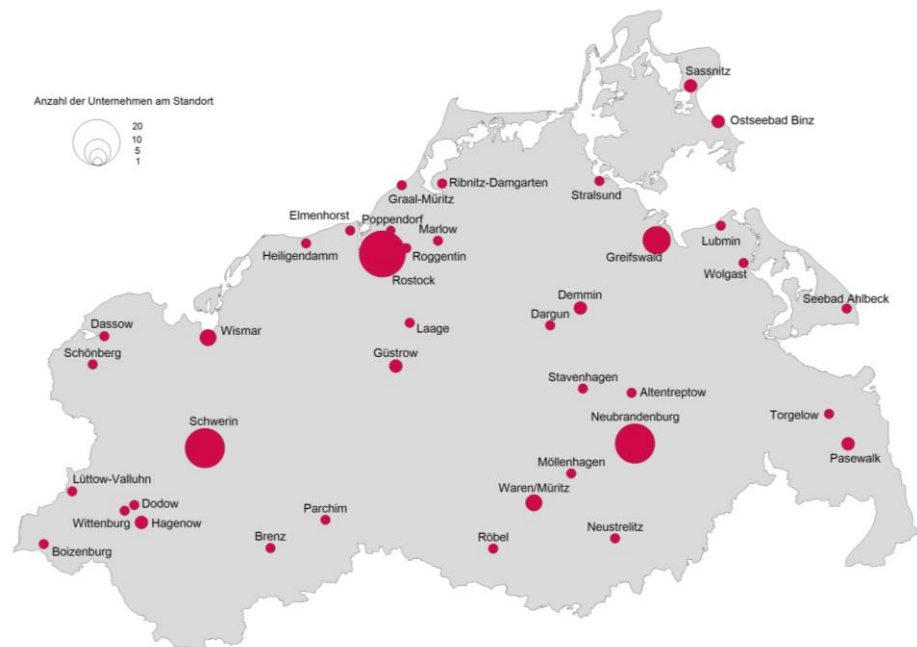 Sassnitz
Anzahl der Unternehmen am Standort
20
10
5
1
Ostseebad Binz
Ribnitz-Damgarten
Stralsund
Graal-Müritz
Elmenhorst
Poppendorf
Marlow
Lubmin
Heiligendamm
Roggentin
Greifswald
Rostock
Wolgast
Demmin
Seebad Ahlbeck
Dassow
Wismar
Laage
Dargun
Schönberg
Güstrow
Stavenhagen
Altentreptow
Schwerin
Neubrandenburg
Torgelow
Pasewalk
Möllenhagen
Lüttow-Valluhn
Waren/Müritz
Dodow
Parchim
Wittenburg
Hagenow
Neustrelitz
Boizenburg
Brenz
Röbel